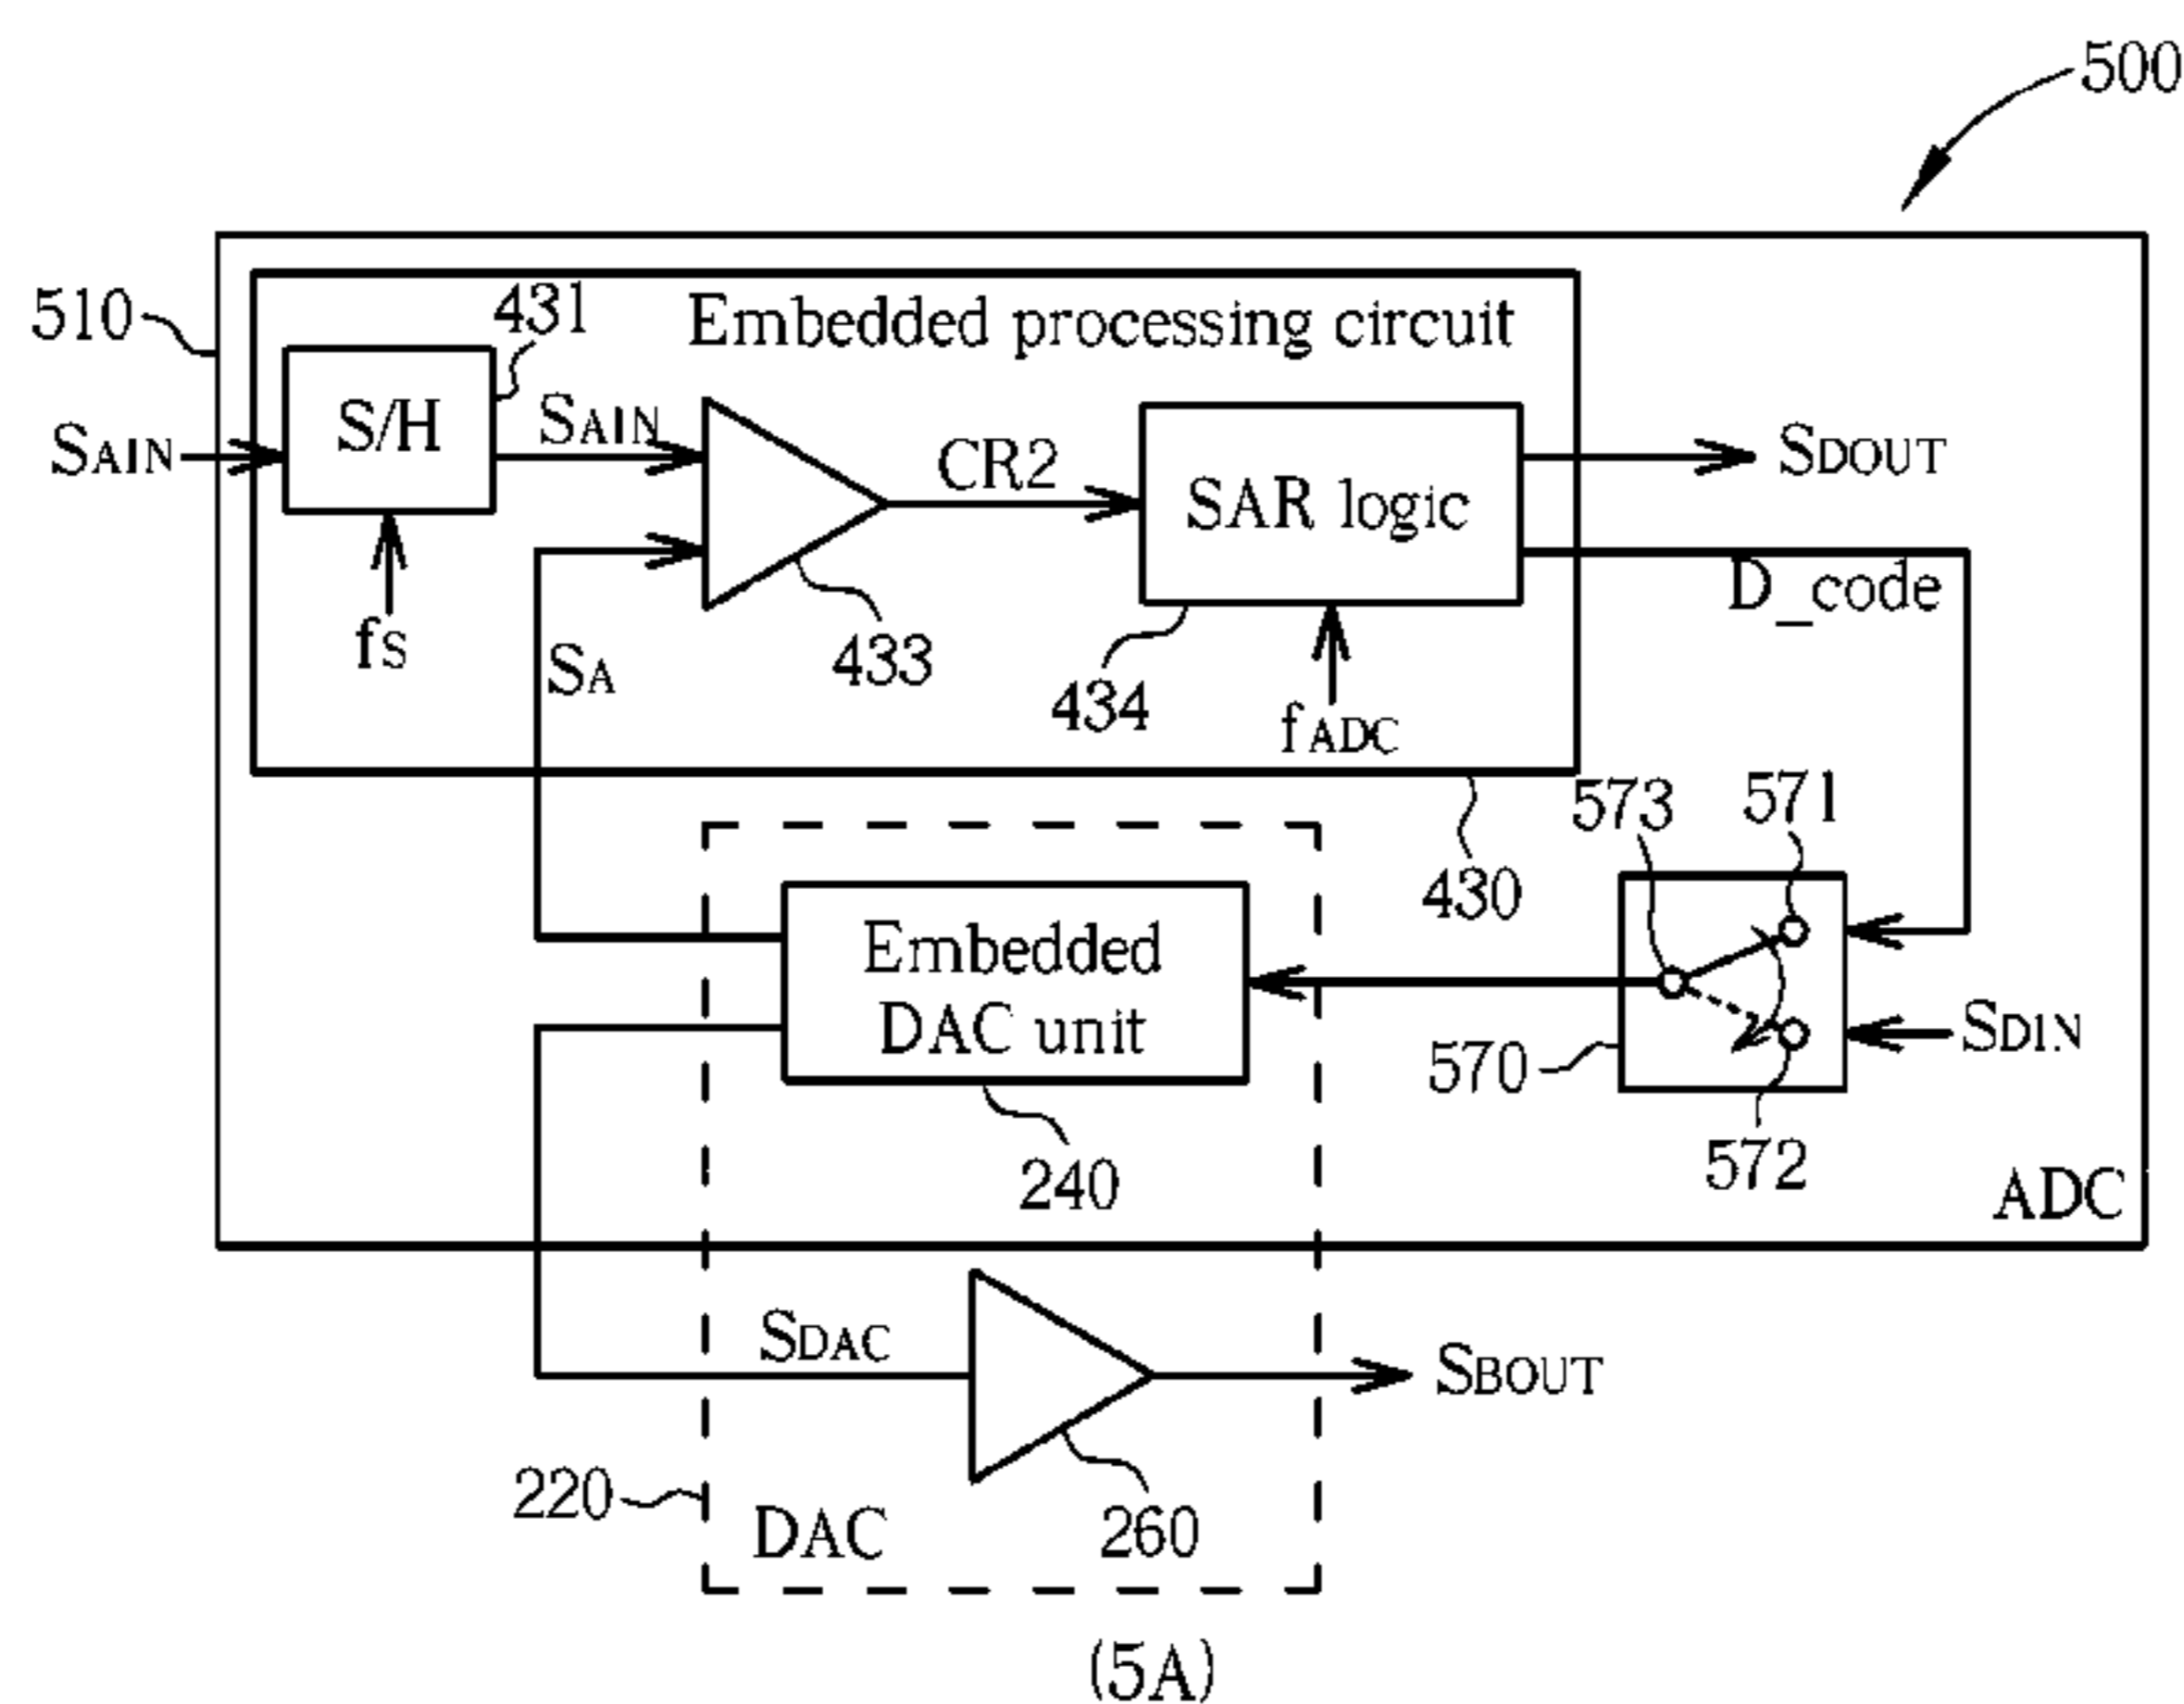 500
510
431
Embedded processing circuit
S/H
SAIN
SAIN
CR2
SAR logic
SDOUT
D_code
fS
SA
433
434
fADC
573
571
430
Embedded
DAC unit
SDIN
570
572
240
ADC
SDAC
SBOUT
220
DAC
260
(5A)